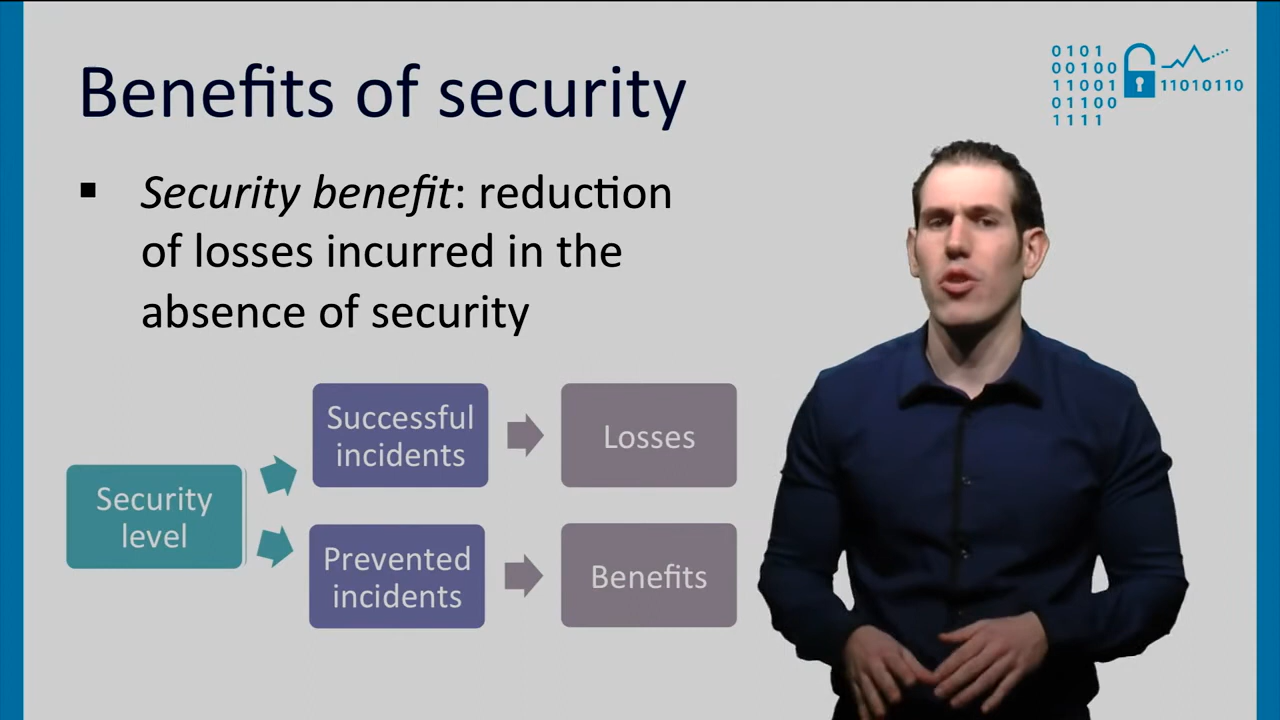 Benefits of security
0101
00100
11001
01100
1111
11010110
▪ Security benefit: reduction
of losses incurred in the
absence of security
Successful
incidents
Losses
Security
level
Prevented
incidents
Benefits